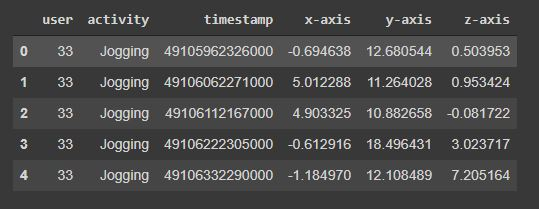 user activity timestamp x-axis y-axis z-axis
0 33 Jogging 49105962326000 -0.694638 12.680544 0.503953
1 33 Jogging 49106062271000 5.012288 11.264028 0.953424
2 33 Jogging 49106112167000 4.903325 10.882658 -0.081722
3 33 Jogging 49106222305000 -0.612916 18.496431 3.023717
4 33 Jogging 49106332290000 -1.184970 12.108489 7.205164